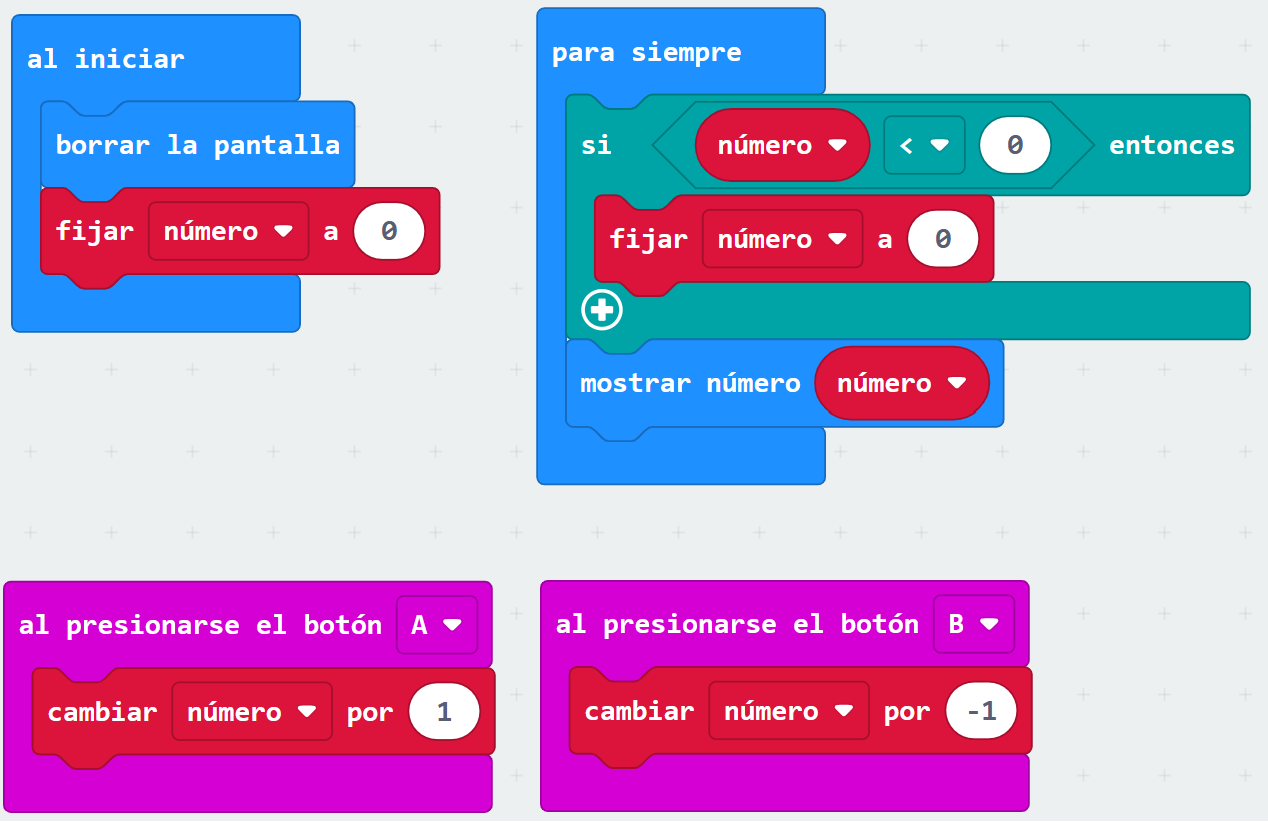 al iniciar
borrar la pantalla
fijar número a 0
para siempre
si número < 0 entonces
fijar número a 0
mostrar número número
al presionarse el botón A
cambiar número por 1
al presionarse el botón B
cambiar número por -1